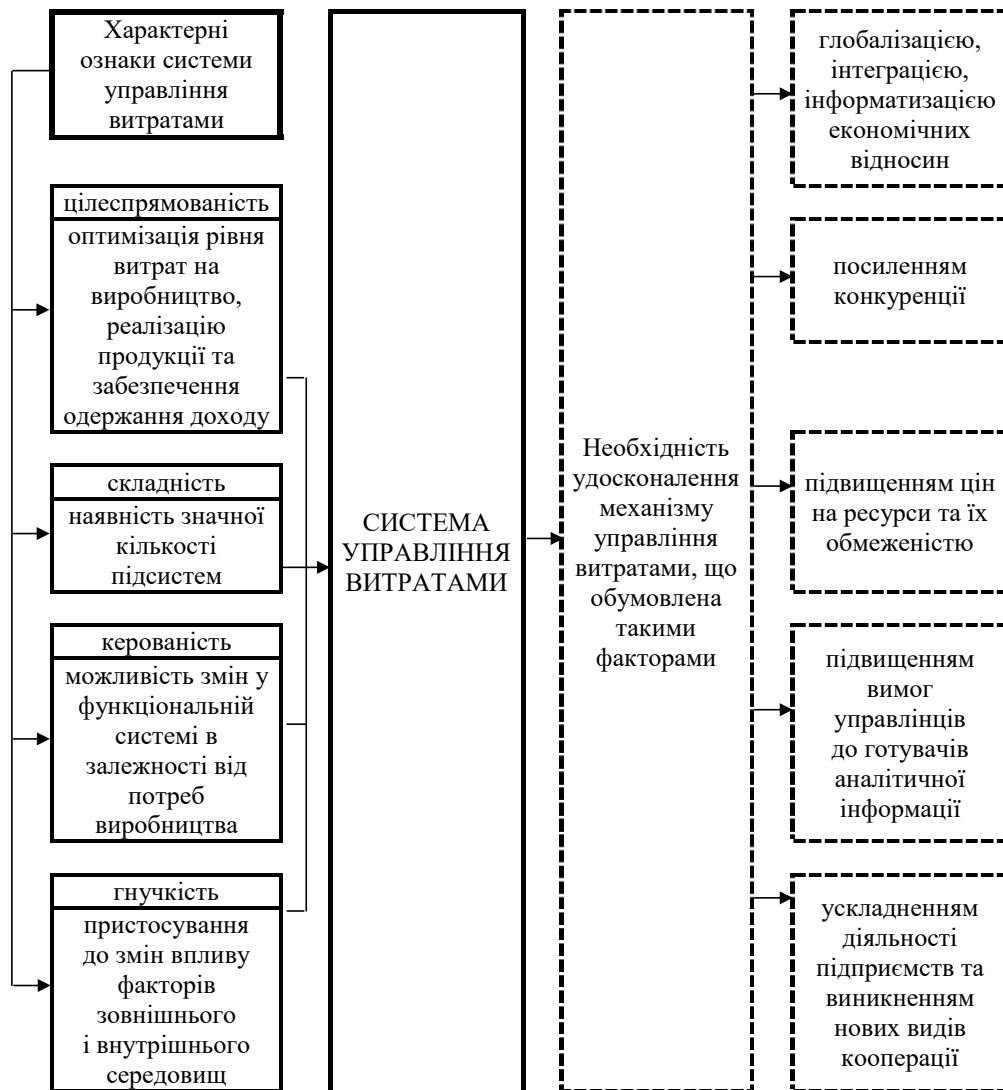 Характерні
ознаки системи
управління
витратами
цілеспрямованість
оптимізація рівня
витрат на
виробництво,
реалізацію
продукції та
забезпечення
одержання доходу
складність
наявність значної
кількості
підсистем
керованість
можливість змін у
функціональній
системі в
залежності від
потреб
виробництва
гнучкість
пристосування
до змін впливу
факторів
зовнішнього
і внутрішнього
середовищ
СИСТЕМА
УПРАВЛІННЯ
ВИТРАТАМИ
Необхідність
удосконалення
механізму
управління
витратами, що
обумовлена
такими
факторами
глобалізацією,
інтеграцією,
інформатизацією
економічних
відносин
посиленням
конкуренції
підвищенням цін
на ресурси та їх
обмеженістю
підвищенням
вимог
управлінців
до готувачів
аналітичної
інформації
ускладненням
діяльності
підприємств та
виникненням
нових видів
кооперації